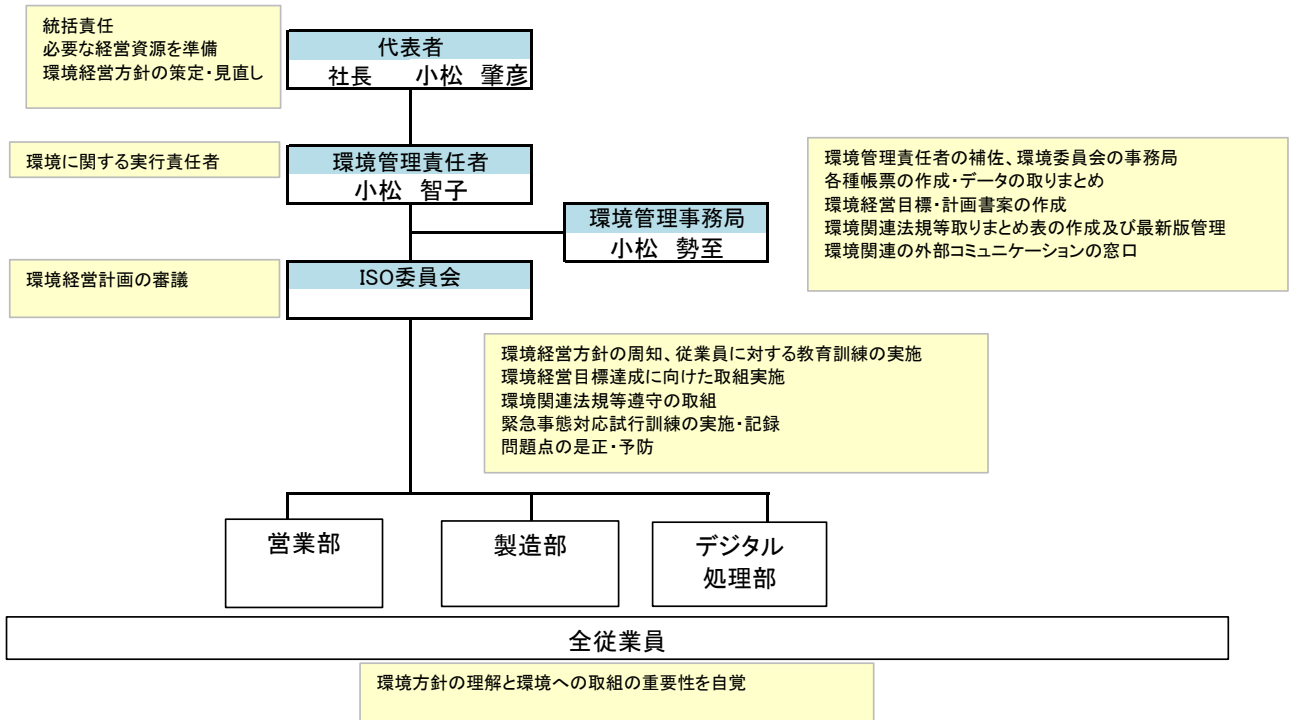 統括責任
必要な経営資源を準備
環境経営方針の策定・見直し
代表者
社長 小松 肇彦
環境に関する実行責任者
環境管理責任者
小松 智子
環境管理責任者の補佐、環境委員会の事務局
各種帳票の作成・データの取りまとめ
環境経営目標・計画書案の作成
環境関連法規等取りまとめ表の作成及び最新版管理
環境関連の外部コミュニケーションの窓口
環境管理事務局
小松 勢至
環境経営計画の審議
ISO委員会
環境経営方針の周知、従業員に対する教育訓練の実施
環境経営目標達成に向けた取組実施
環境関連法規等遵守の取組
緊急事態対応試行訓練の実施・記録
問題点の是正・予防
営業部
製造部
デジタル
処理部
全従業員
環境方針の理解と環境への取組の重要性を自覚